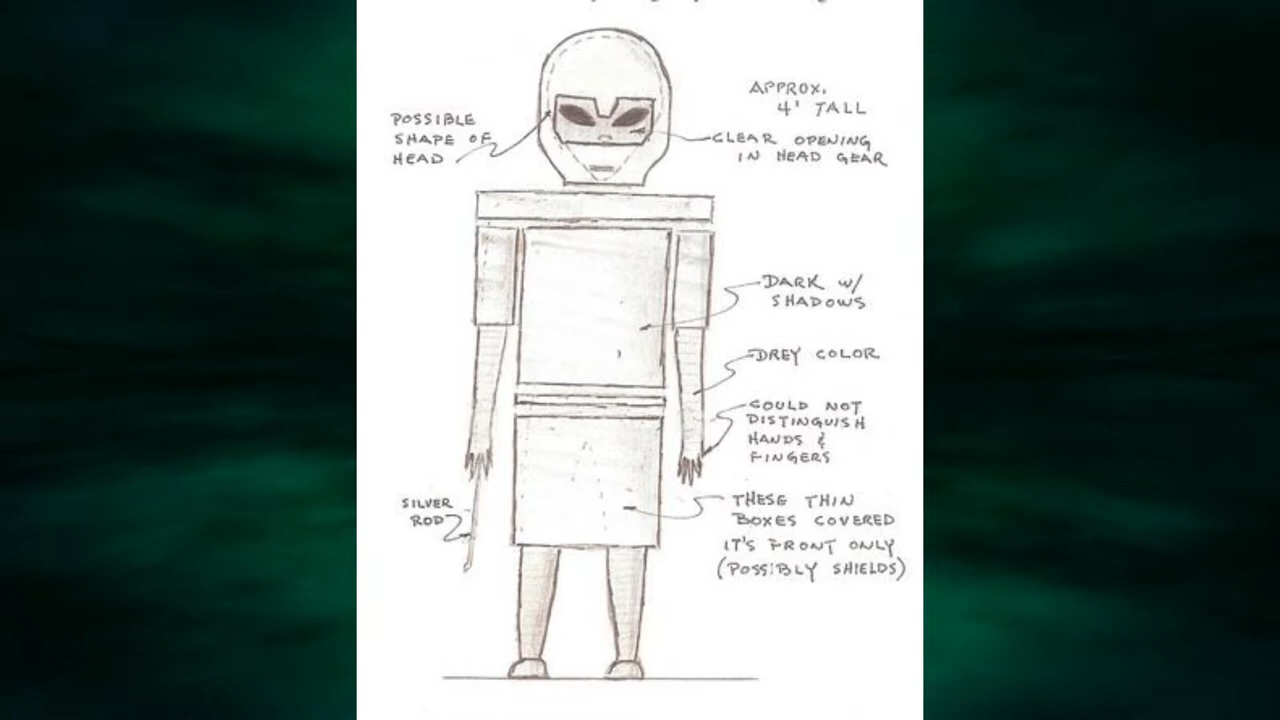 APPROX.
4' TALL
POSSIBLE
SHAPE OF
HEAD
CLEAR OPENING
IN HEAD GEAR
DARK W/
SHADOWS
DREY COLOR
COULD NOT
DISTINGUISH
HANDS &
FINGERS
SILVER
ROD
THESE THIN
BOXES COVERED
IT'S FRONT ONLY
(POSSIBLY SHIELDS)